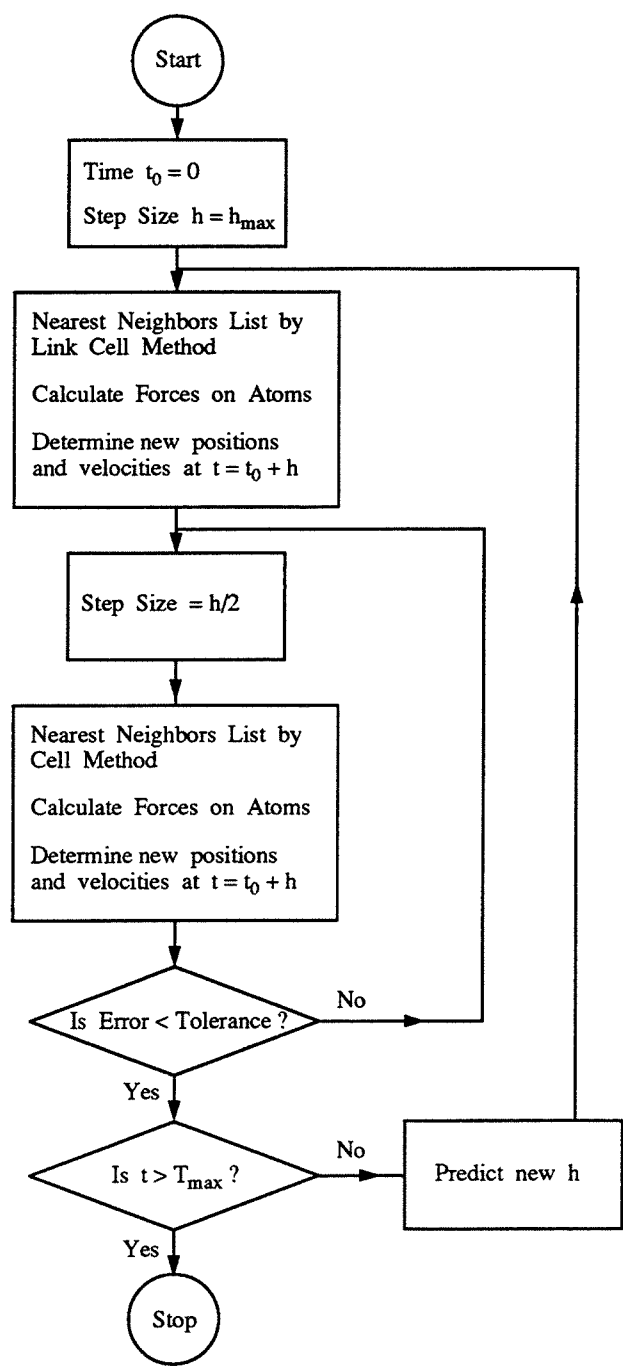 Start
Time t₀ = 0
Step Size h = hₘₐₓ
Nearest Neighbors List by
Link Cell Method
Calculate Forces on Atoms
Determine new positions
and velocities at t = t₀ + h
Step Size = h/2
Nearest Neighbors List by
Cell Method
Calculate Forces on Atoms
Determine new positions
and velocities at t = t₀ + h
Is Error < Tolerance ?
No
Yes
Is t > Tₘₐₓ ?
No
Predict new h
Yes
Stop